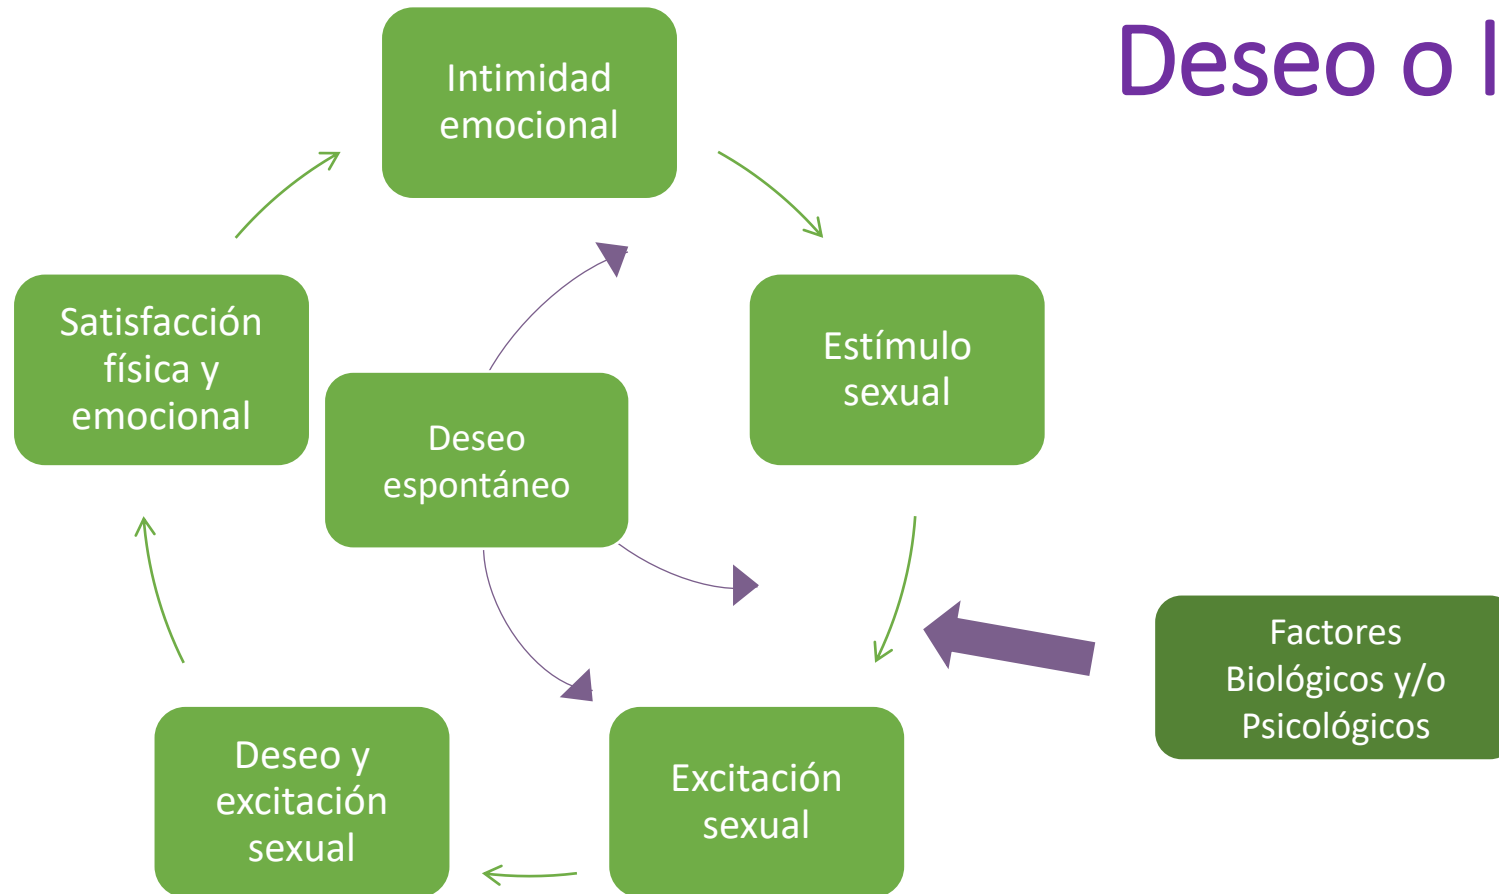 Deseo o l
Intimidad
emocional
Estímulo
sexual
Satisfacción
física y
emocional
Deseo
espontáneo
Factores
Biológicos y/o
Psicológicos
Excitación
sexual
Deseo y
excitación
sexual